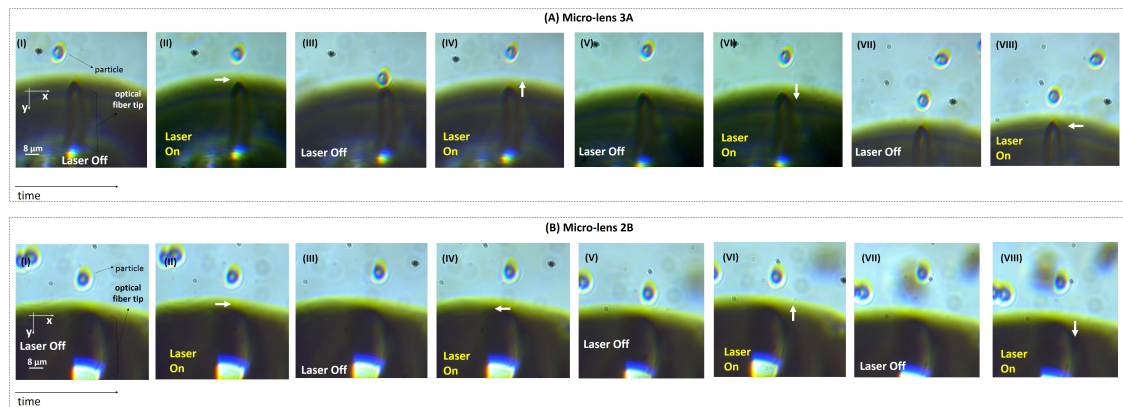 (A) Micro-lens 3A
(I)
(II)
(III)
(IV)
(V)
(VI)
(VII)
(VIII)
particle
x
y
optical
fiber tip
8 µm
Laser Off
Laser
On
Laser Off
Laser
On
Laser Off
Laser
On
Laser Off
Laser
On
time
(B) Micro-lens 2B
(I)
(II)
(III)
(IV)
(V)
(VI)
(VII)
(VIII)
particle
optical
fiber tip
x
y
Laser Off
8 µm
Laser
On
Laser Off
Laser
On
Laser Off
Laser
On
Laser Off
Laser
On
time